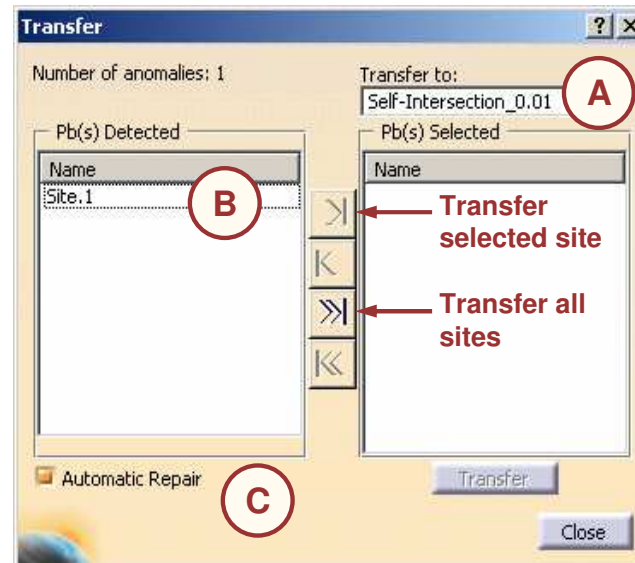 Transfer
Number of anomalies: 1
Transfer to:
Self-Intersection_0.01
A
Pb(s) Detected
Pb(s) Selected
Name
Name
Site.1
B
Transfer
selected site
Transfer all
sites
Automatic Repair
C
Transfer
Close